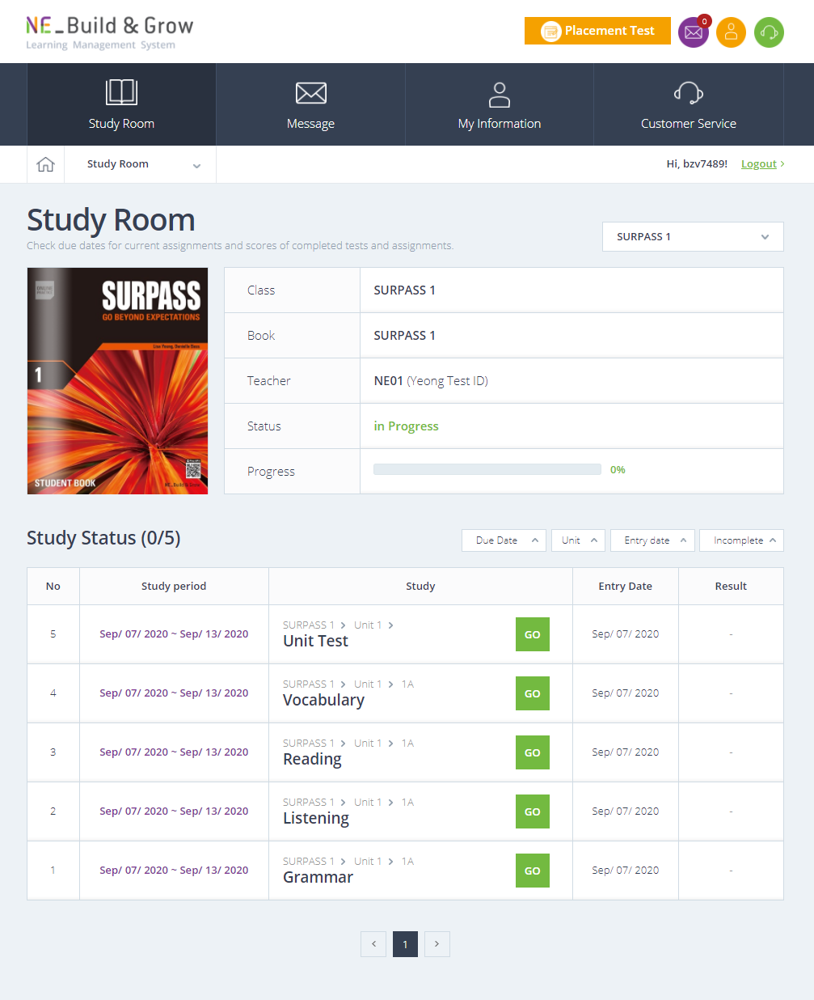 NE_Build & Grow
Learning Management System
Placement Test
0
Study Room
Message
My Information
Customer Service
Study Room
Hi, bzv7489!
Logout >
Study Room
Check due dates for current assignments and scores of completed tests and assignments.
SURPASS 1
SURPASS
GO BEYOND EXPECTATIONS
1
STUDENT BOOK
NE_Build & Grow
Class SURPASS 1
Book SURPASS 1
Teacher NE01 (Yeong Test ID)
Status in Progress
Progress 0%
Study Status (0/5)
Due Date
Unit
Entry date
Incomplete
No Study period Study Entry Date Result
5 Sep/ 07/ 2020 ~ Sep/ 13/ 2020 SURPASS 1 > Unit 1 >
Unit Test GO Sep/ 07/ 2020 -
4 Sep/ 07/ 2020 ~ Sep/ 13/ 2020 SURPASS 1 > Unit 1 > 1A
Vocabulary GO Sep/ 07/ 2020 -
3 Sep/ 07/ 2020 ~ Sep/ 13/ 2020 SURPASS 1 > Unit 1 > 1A
Reading GO Sep/ 07/ 2020 -
2 Sep/ 07/ 2020 ~ Sep/ 13/ 2020 SURPASS 1 > Unit 1 > 1A
Listening GO Sep/ 07/ 2020 -
1 Sep/ 07/ 2020 ~ Sep/ 13/ 2020 SURPASS 1 > Unit 1 > 1A
Grammar GO Sep/ 07/ 2020 -
< 1 >